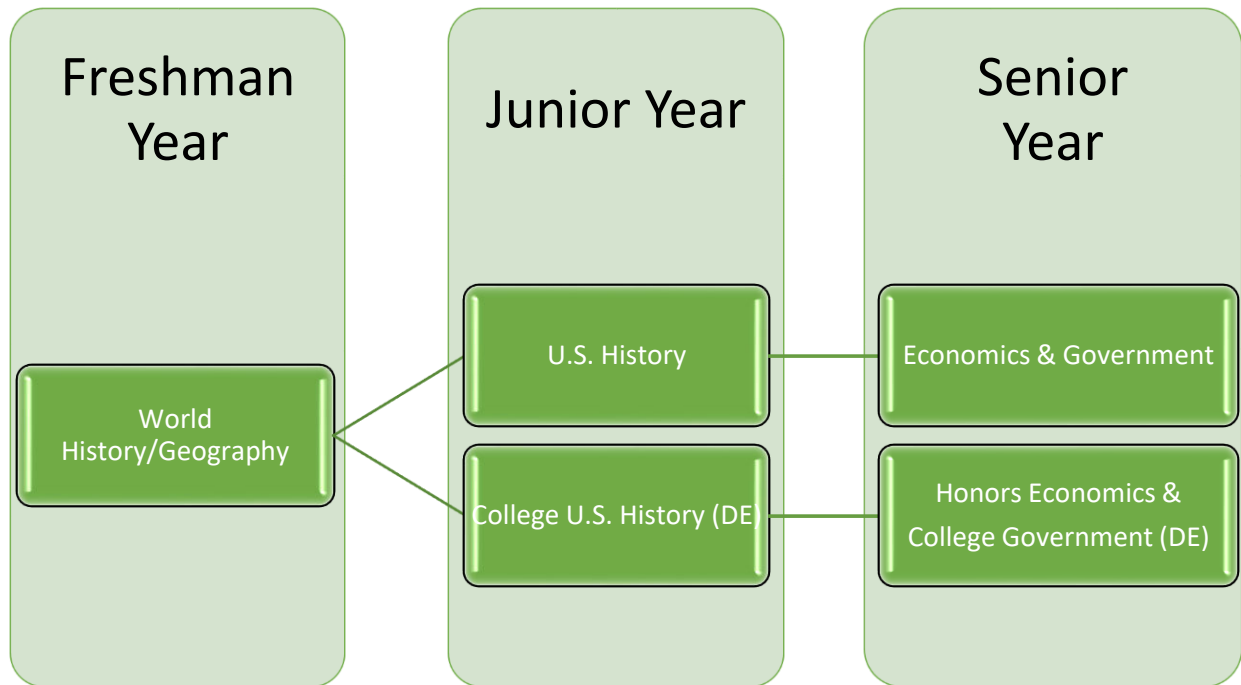 Freshman
Year
World
History/Geography
Junior Year
U.S. History
College U.S. History (DE)
Senior
Year
Economics & Government
Honors Economics &
College Government (DE)